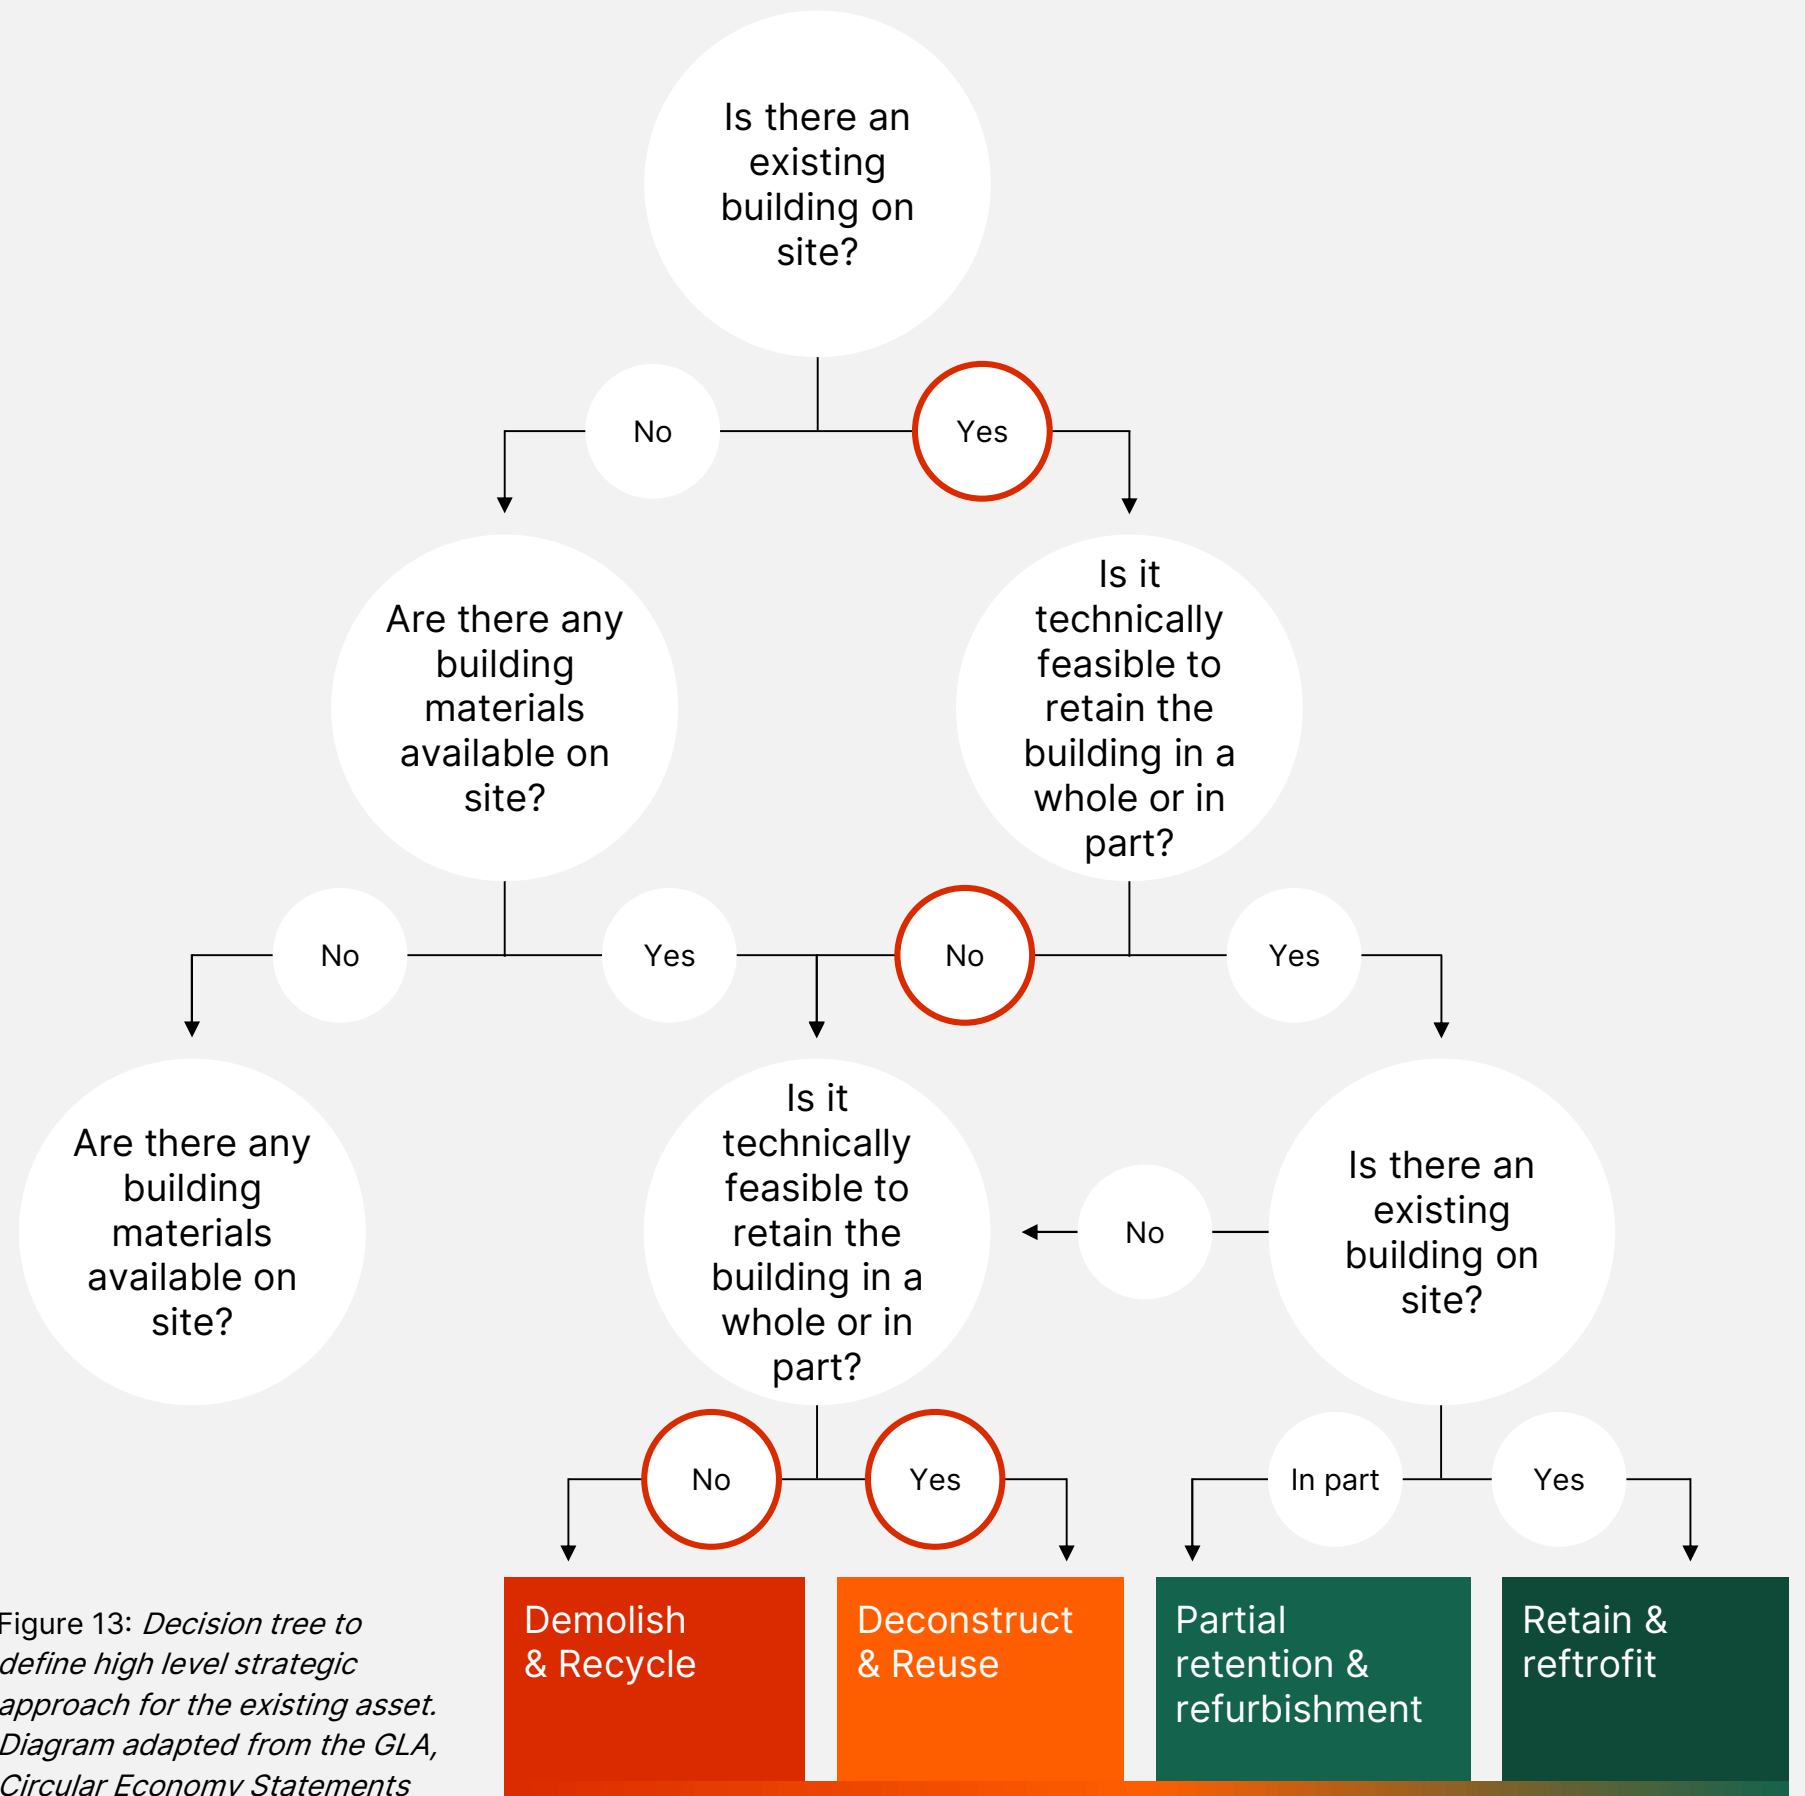 Is there an
existing
building on
site?
No
Yes
Are there any
building
materials
available on
site?
Is it
technically
feasible to
retain the
building in a
whole or in
part?
No
Yes
No
Yes
Are there any
building
materials
available on
site?
Is it
technically
feasible to
retain the
building in a
whole or in
part?
No
Is there an
existing
building on
site?
No
Yes
In part
Yes
Demolish
& Recycle
Deconstruct
& Reuse
Partial
retention &
refurbishment
Retain &
reftrofit
Figure 13: Decision tree to
define high level strategic
approach for the existing asset.
Diagram adapted from the GLA,
Circular Economy Statements